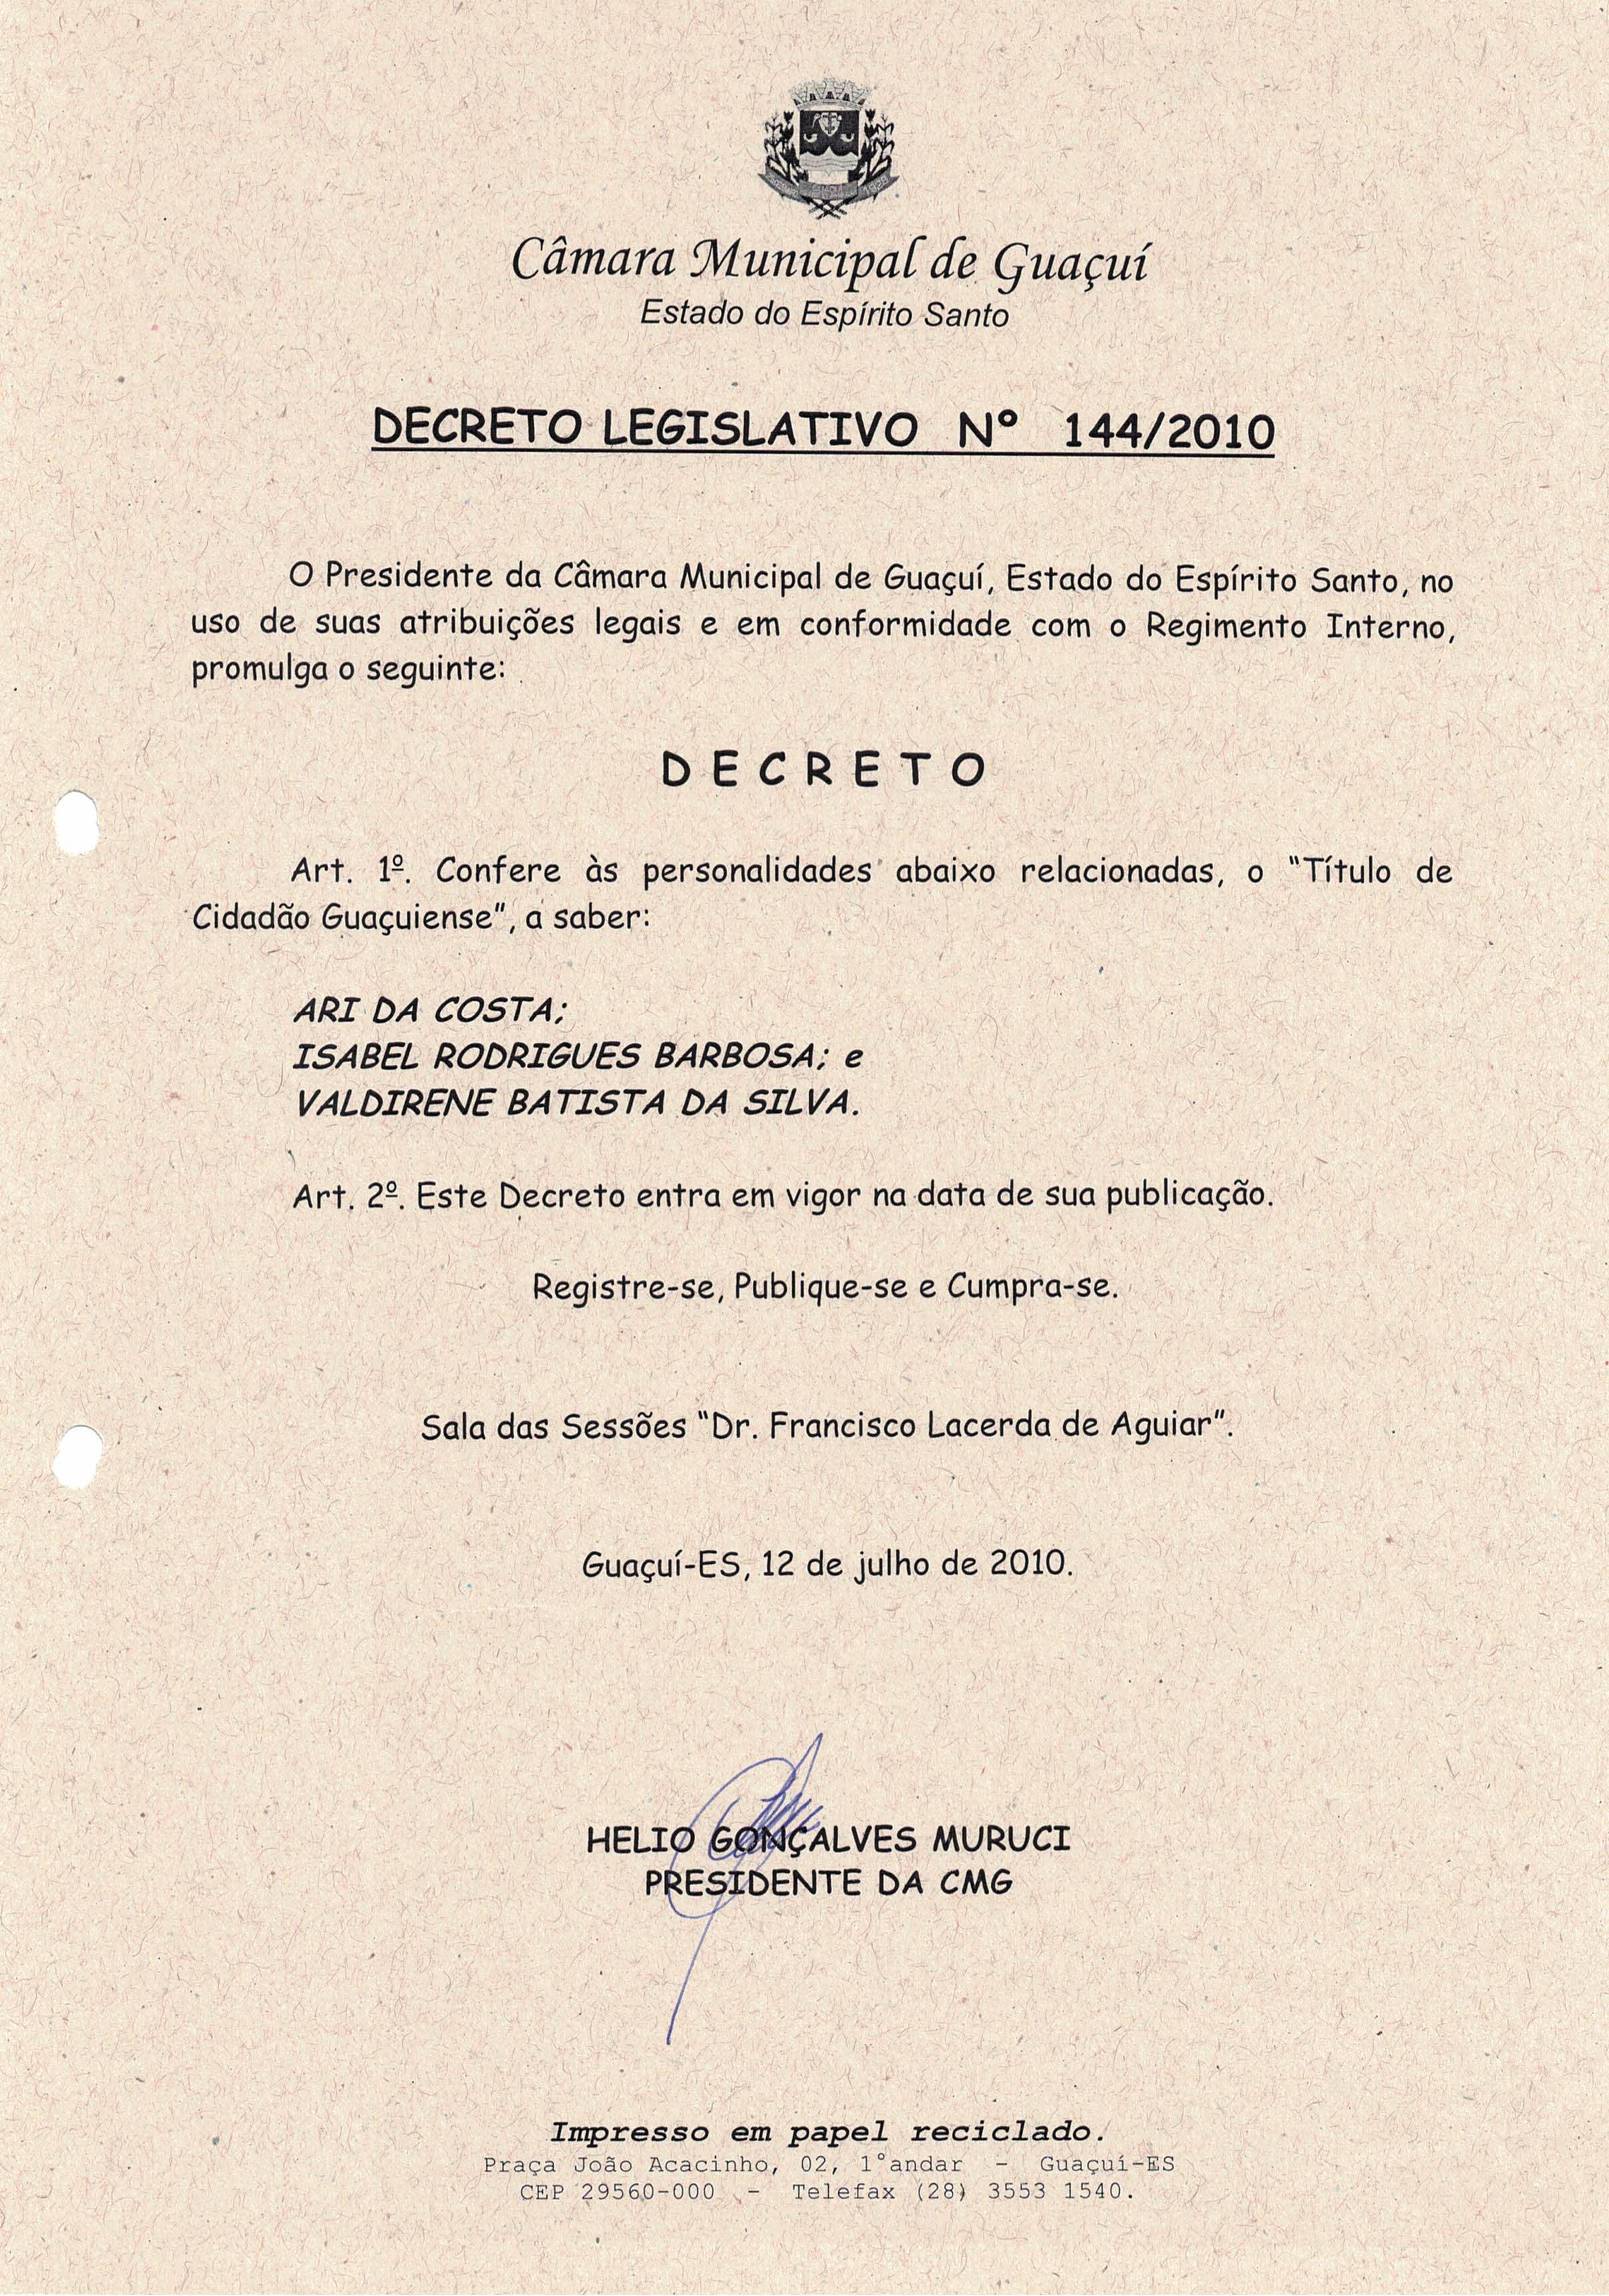 Câmara Municipal de Guaçuí
Estado do Espírito Santo
DECRETO LEGISLATIVO Nº 144/2010
O Presidente da Câmara Municipal de Guaçuí, Estado do Espírito Santo, no
uso de suas atribuições legais e em conformidade com o Regimento Interno,
promulga o seguinte:
D E C R E T O
Art. 1º. Confere às personalidades abaixo relacionadas, o “Título de
Cidadão Guaçuiense”, a saber:
ARI DA COSTA;
ISABEL RODRIGUES BARBOSA; e
VALDIRENE BATISTA DA SILVA.
Art. 2º. Este Decreto entra em vigor na data de sua publicação.
Registre-se, Publique-se e Cumpra-se.
Sala das Sessões “Dr. Francisco Lacerda de Aguiar”.
Guaçuí-ES, 12 de julho de 2010.
HELIO GONÇALVES MURUCI
PRESIDENTE DA CMG
Impresso em papel reciclado.
Praça João Acacinho, 02, 1°andar - Guaçuí-ES
CEP 29560-000 - Telefax (28) 3553 1540.